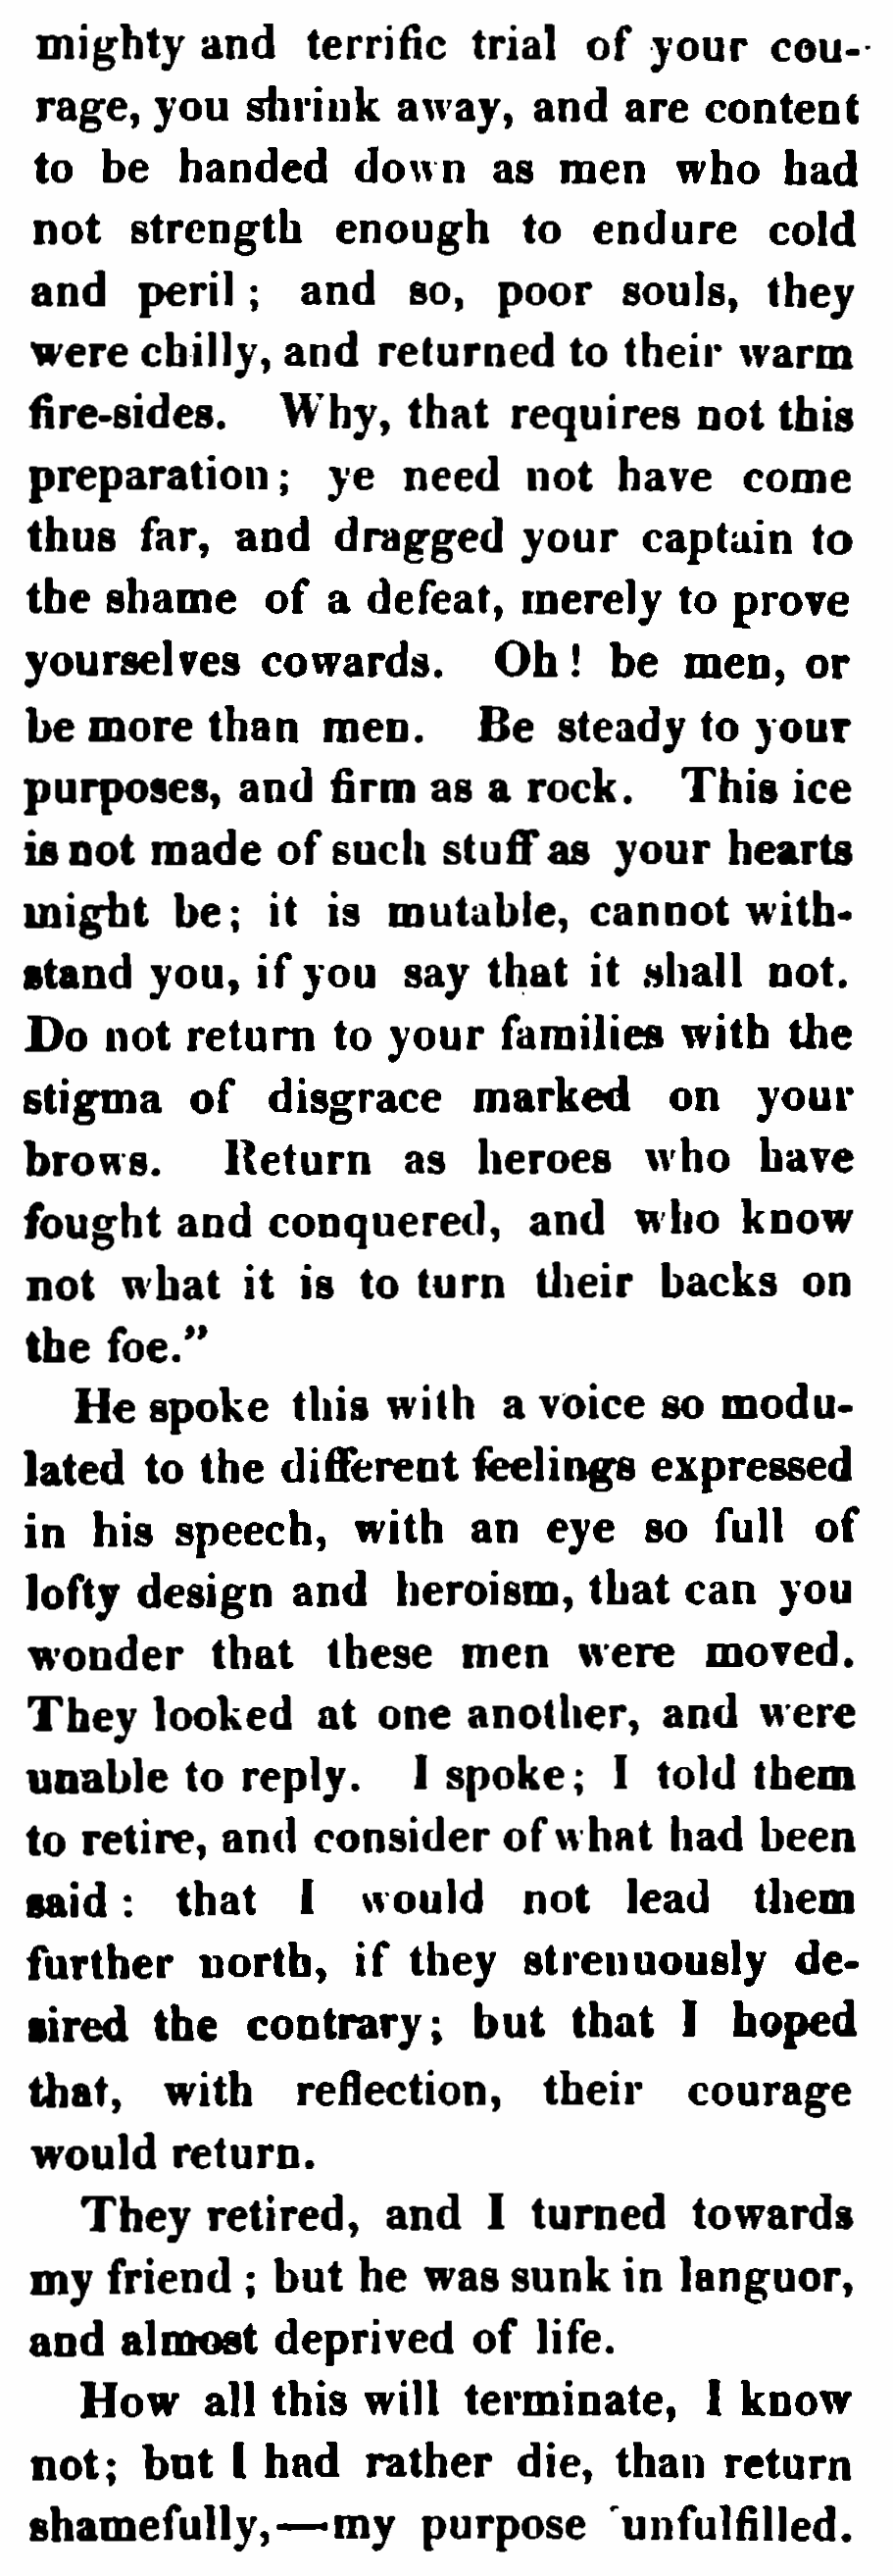 mighty and terrific trial of your cou-
rage, you shrink away, and are content
to be handed down as men who had
not strength enough to endure cold
and peril; and so, poor souls, they
were chilly, and returned to their warm
fire-sides. Why, that requires not this
preparation; ye need not have come
thus far, and dragged your captain to
the shame of a defeat, merely to prove
yourselves cowards. Oh! be men, or
be more than men. Be steady to your
purposes, and firm as a rock. This ice
is not made of such stuff as your hearts
might be; it is mutable, cannot with-
stand you, if you say that it shall not.
Do not return to your families with the
stigma of disgrace marked on your
brows. Return as heroes who have
fought and conquered, and who know
not what it is to turn their backs on
the foe.”
He spoke this with a voice so modu-
lated to the different feelings expressed
in his speech, with an eye so full of
lofty design and heroism, that can you
wonder that these men were moved.
They looked at one another, and were
unable to reply. I spoke; I told them
to retire, and consider of what had been
said: that I would not lead them
further north, if they strenuously de-
sired the contrary; but that I hoped
that, with reflection, their courage
would return.
They retired, and I turned towards
my friend; but he was sunk in languor,
and almost deprived of life.
How all this will terminate, I know
not; but I had rather die, than return
shamefully,—my purpose unfulfilled.